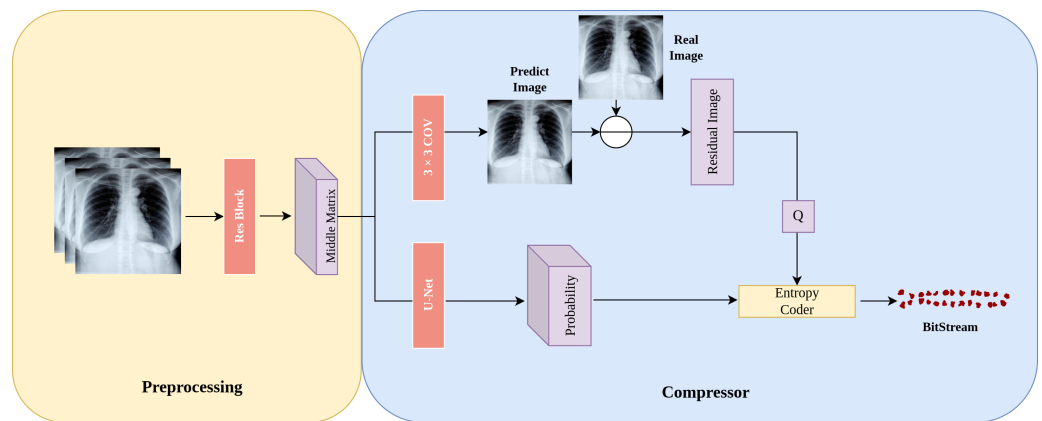 Real
Image
Predict
Image
3 × 3 COV
Residual Image
Res Block
Middle Matrix
Q
U-Net
Probability
Entropy
Coder
BitStream
Preprocessing
Compressor